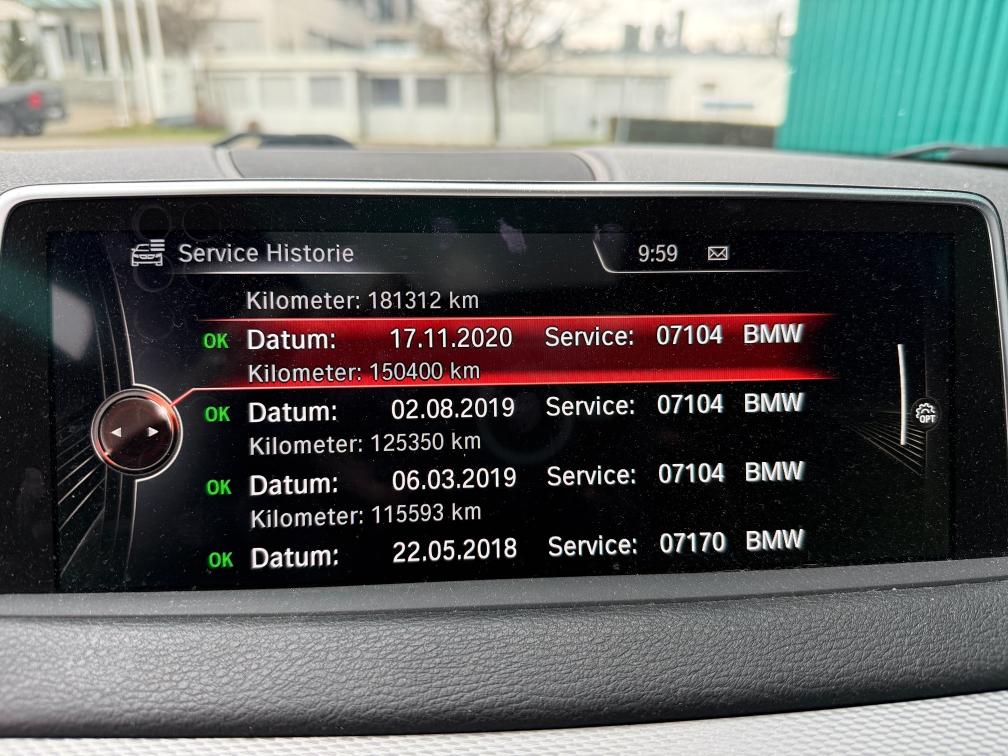 Service Historie 9:59
Kilometer: 181312 km
OK Datum: 17.11.2020 Service: 07104 BMW
Kilometer: 150400 km
OK Datum: 02.08.2019 Service: 07104 BMW
Kilometer: 125350 km
OPT
OK Datum: 06.03.2019 Service: 07104 BMW
Kilometer: 115593 km
OK Datum: 22.05.2018 Service: 07170 BMW